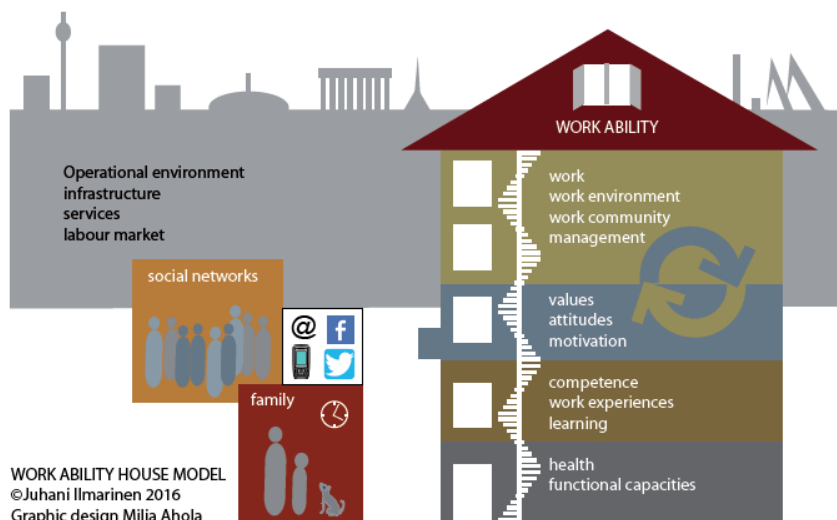 WORK ABILITY
Operational environment
infrastructure
services
labour market
work
work environment
work community
management
social networks
values
attitudes
motivation
@
f
family
competence
work experiences
learning
health
functional capacities
WORK ABILITY HOUSE MODEL
©Juhani Ilmarinen 2016
Graphic design Milja Ahola